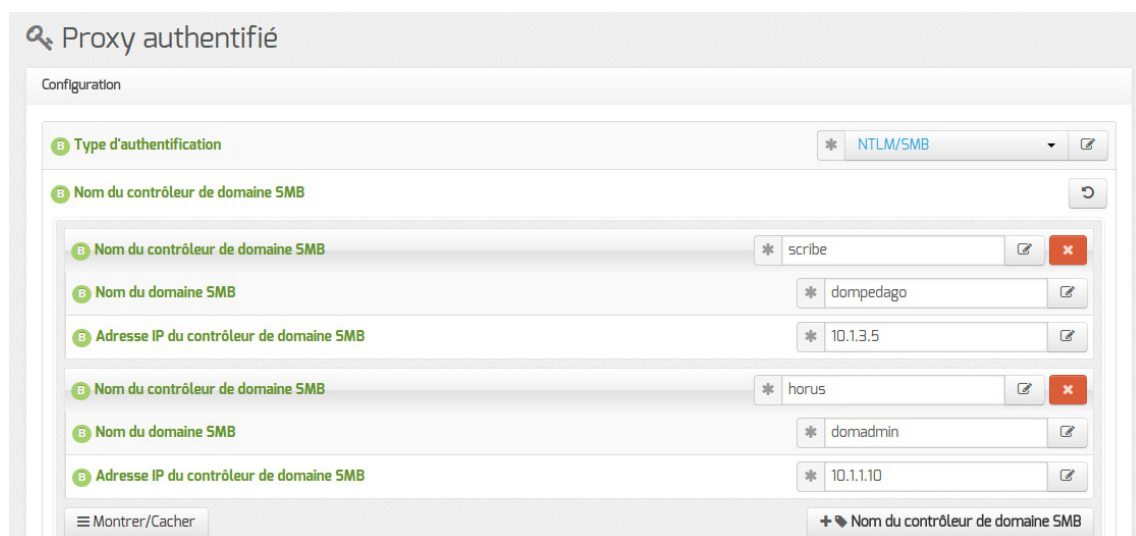 Proxy authentifié
Configuration
B Type d'authentification
NTLM/SMB
B Nom du contrôleur de domaine SMB
B Nom du contrôleur de domaine SMB
scribe
B Nom du domaine SMB
dompedago
B Adresse IP du contrôleur de domaine SMB
10.1.3.5
B Nom du contrôleur de domaine SMB
horus
B Nom du domaine SMB
domadmin
B Adresse IP du contrôleur de domaine SMB
10.1.1.10
Montrer/Cacher
Nom du contrôleur de domaine SMB